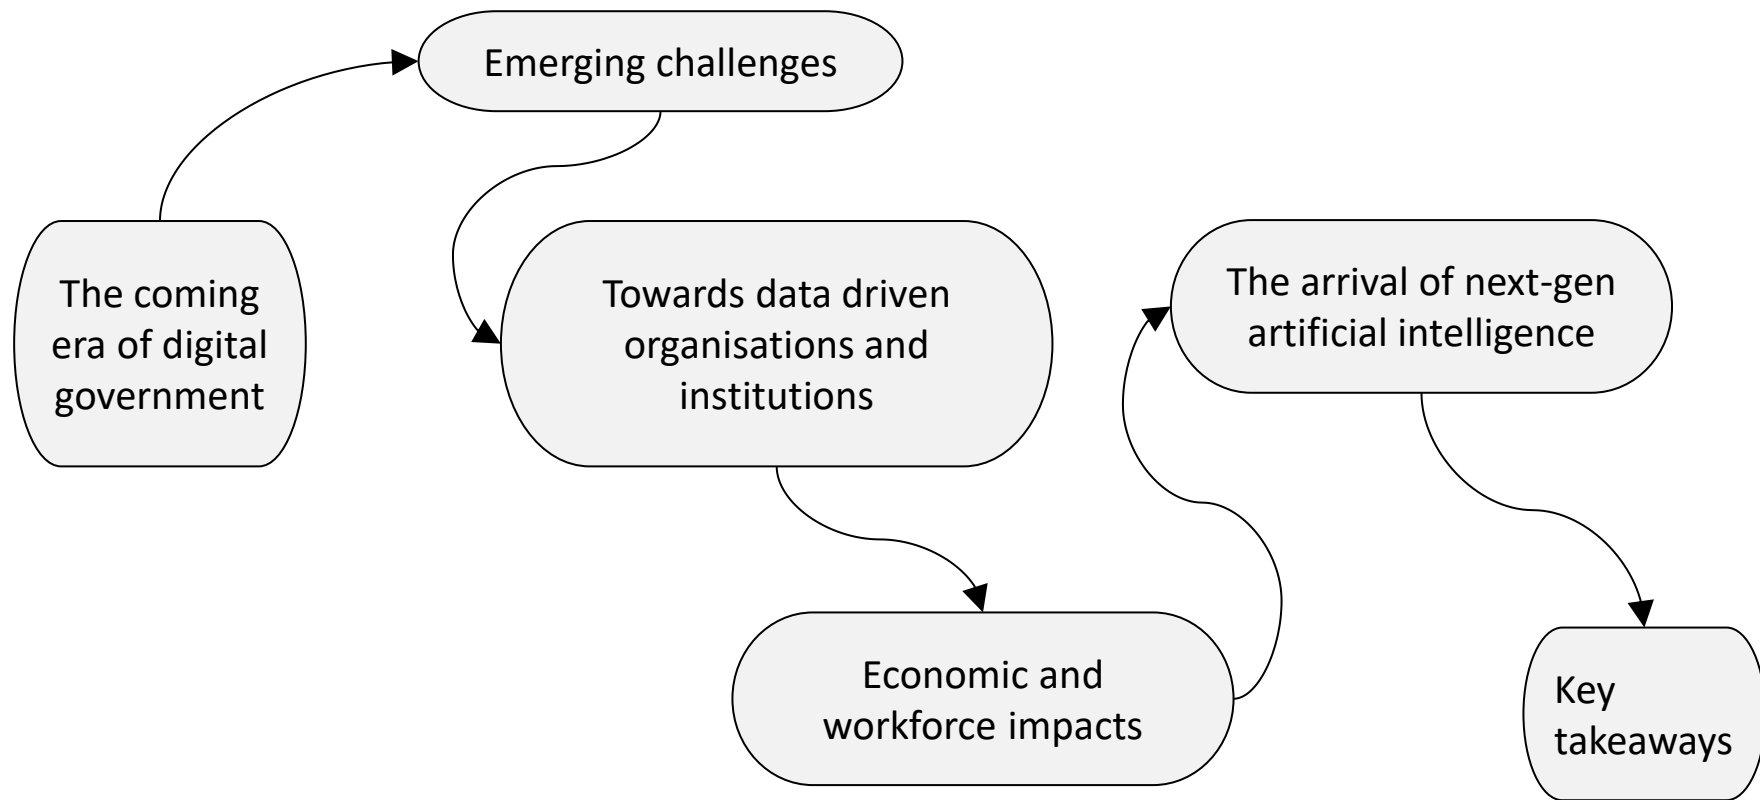 Emerging challenges
The coming
era of digital
government
Towards data driven
organisations and
institutions
The arrival of next-gen
artificial intelligence
Economic and
workforce impacts
Key
takeaways